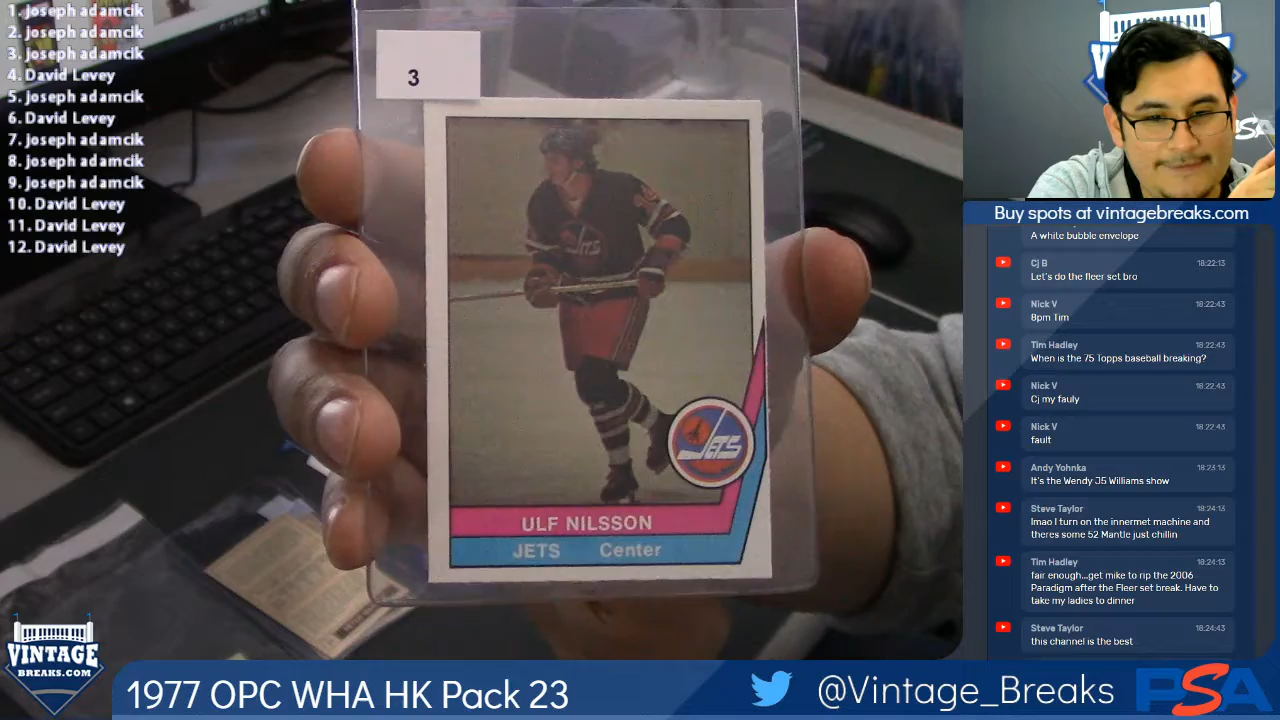 1. joseph adamcik
2. joseph adamcik
3. joseph adamcik
4. David Levey
5. joseph adamcik
6. David Levey
7. joseph adamcik
8. joseph adamcik
9. joseph adamcik
10. David Levey
11. David Levey
12. David Levey
3
JETS
JETS
ULF NILSSON
JETS Center
Buy spots at vintagebreaks.com
A white bubble envelope
Cj B 18:22:13
Let's do the fleer set bro
Nick V 18:22:43
8pm Tim
Tim Hadley 18:22:43
When is the 75 Topps baseball breaking?
Nick V 18:22:43
Cj my fauly
Nick V 18:22:43
fault
Andy Yohnka 18:23:13
It's the Wendy J5 Williams show
Steve Taylor 18:24:13
lmao I turn on the innermet machine and
theres some 52 Mantle just chillin
Tim Hadley 18:24:13
fair enough...get mike to rip the 2006
Paradigm after the Fleer set break. Have to
take my ladies to dinner
Steve Taylor 18:24:43
this channel is the best
VINTAGE
BREAKS.COM
1977 OPC WHA HK Pack 23
@Vintage_Breaks
PSA